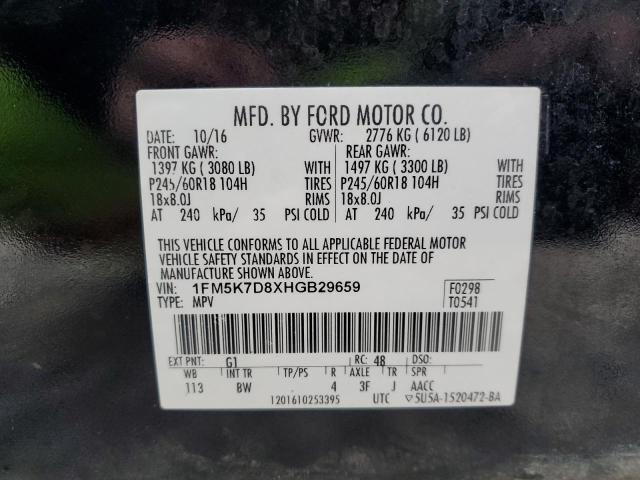 MFD. BY FORD MOTOR CO.
DATE: 10/16 GVWR: 2776 KG ( 6120 LB)
FRONT GAWR: REAR GAWR:
1397 KG ( 3080 LB) WITH 1497 KG ( 3300 LB) WITH
P245/60R18 104H TIRES P245/60R18 104H TIRES
18x8.0J RIMS 18x8.0J RIMS
AT 240 kPa/ 35 PSI COLD AT 240 kPa/ 35 PSI COLD
THIS VEHICLE CONFORMS TO ALL APPLICABLE FEDERAL MOTOR
VEHICLE SAFETY STANDARDS IN EFFECT ON THE DATE OF
MANUFACTURE SHOWN ABOVE.
VIN: 1FM5K7D8XHGB29659 F0298
TYPE: MPV T0541
EXT PNT: G1 RC: 48 DSO:
WB INT TR TP/PS R AXLE TR SPR
113 BW . 4 3F J AACC
1201610253395 UTC ▽5U5A-1520472-BA